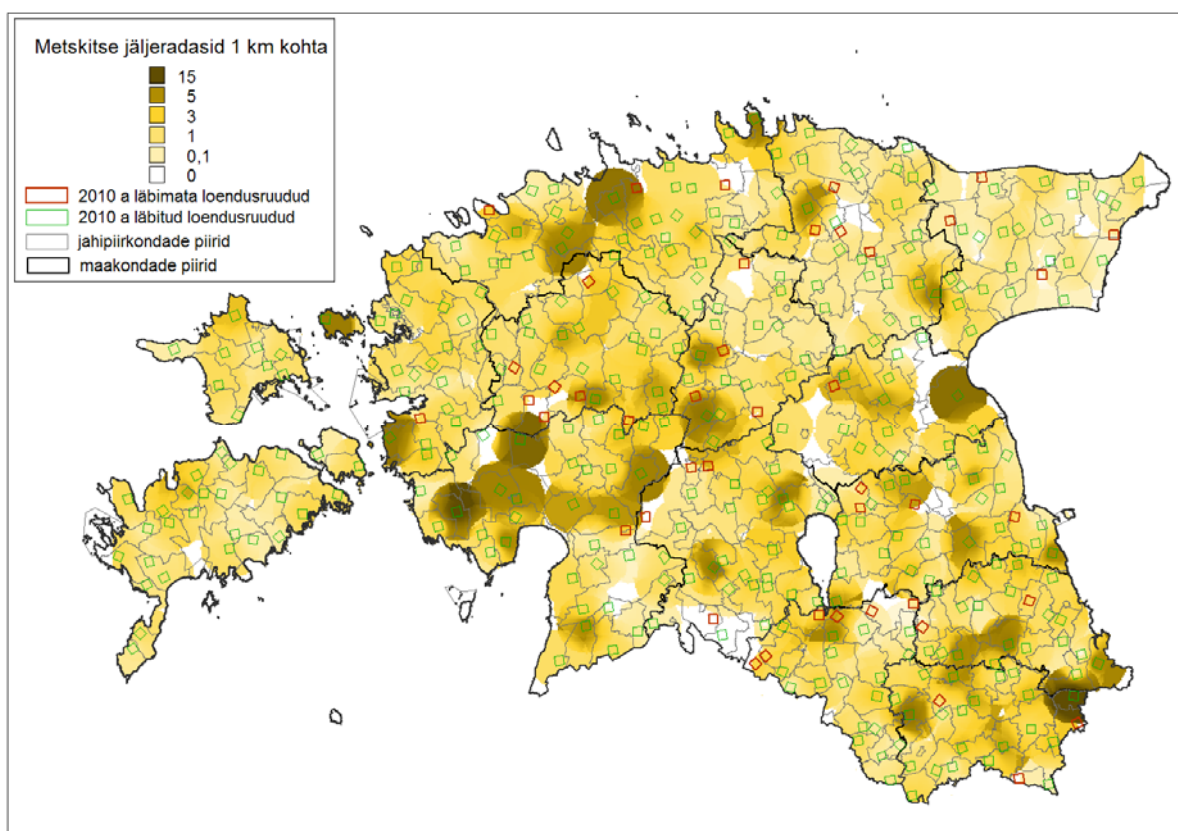 Metskitse jäljeradasid 1 km kohta
15
5
3
1
0,1
0
2010 a läbimata loendusruudud
2010 a läbitud loendusruudud
jahipiirkondade piirid
maakondade piirid